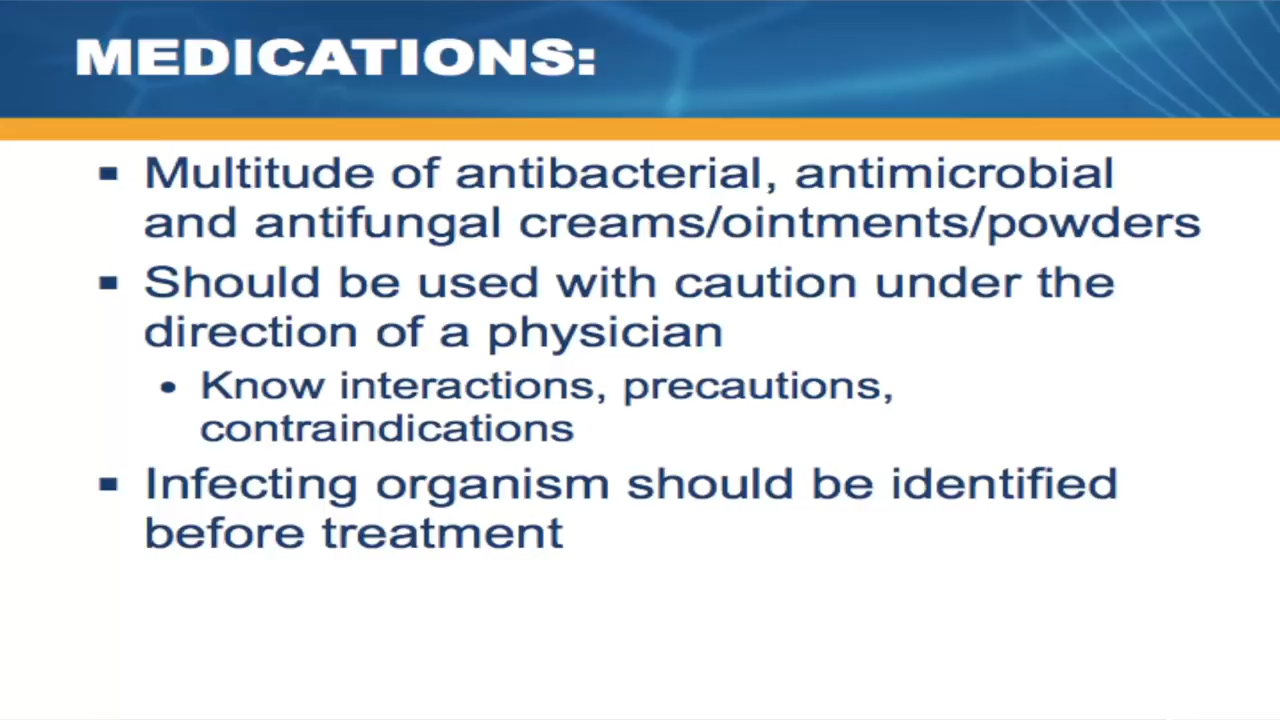 MEDICATIONS:
▪ Multitude of antibacterial, antimicrobial
and antifungal creams/ointments/powders
▪ Should be used with caution under the
direction of a physician
• Know interactions, precautions,
contraindications
▪ Infecting organism should be identified
before treatment